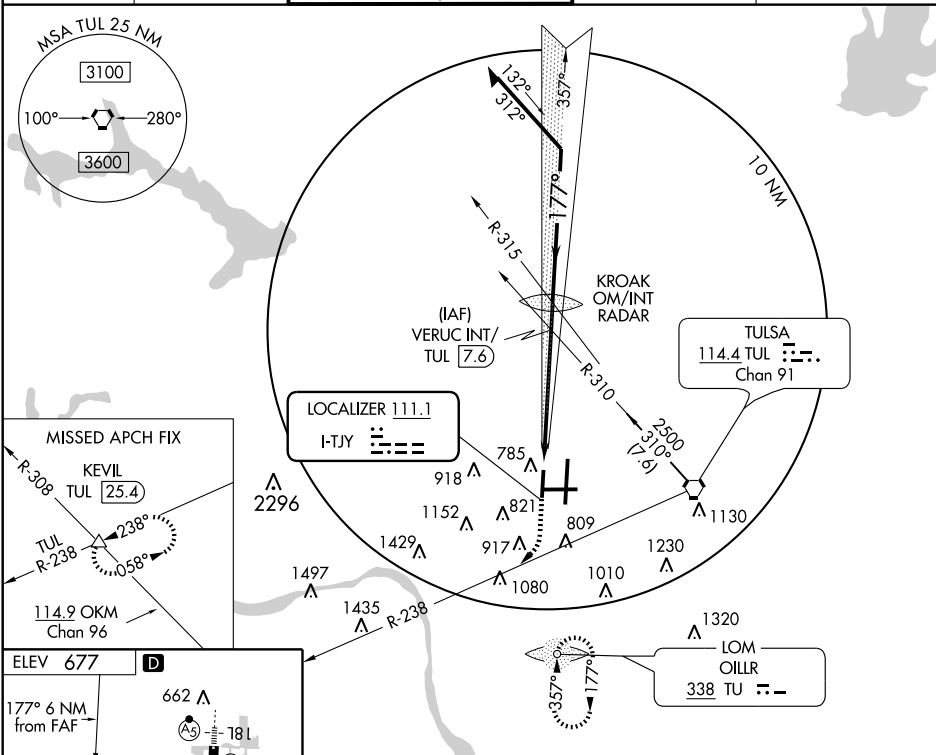 MSA TUL 25 NM
3100
100°
280°
3600
132°
312°
357°
177°
10 NM
R-315
KROAK
OM/INT
RADAR
(IAF)
VERUC INT/
TUL 7.6
R-310
TULSA
114.4 TUL
Chan 91
2500
310°
(7.6)
LOCALIZER 111.1
I-TJY
MISSED APCH FIX
KEVIL
TUL 25.4
R-308
238°
058°
TUL
R-238
114.9 OKM
Chan 96
2296
785
918
821
1152
1130
1429
917
809
1230
1497
1080
1010
1435
R-238
1320
LOM
OILLR
338 TU
357°
177°
ELEV 677
D
177° 6 NM
from FAF
662
A5
18L